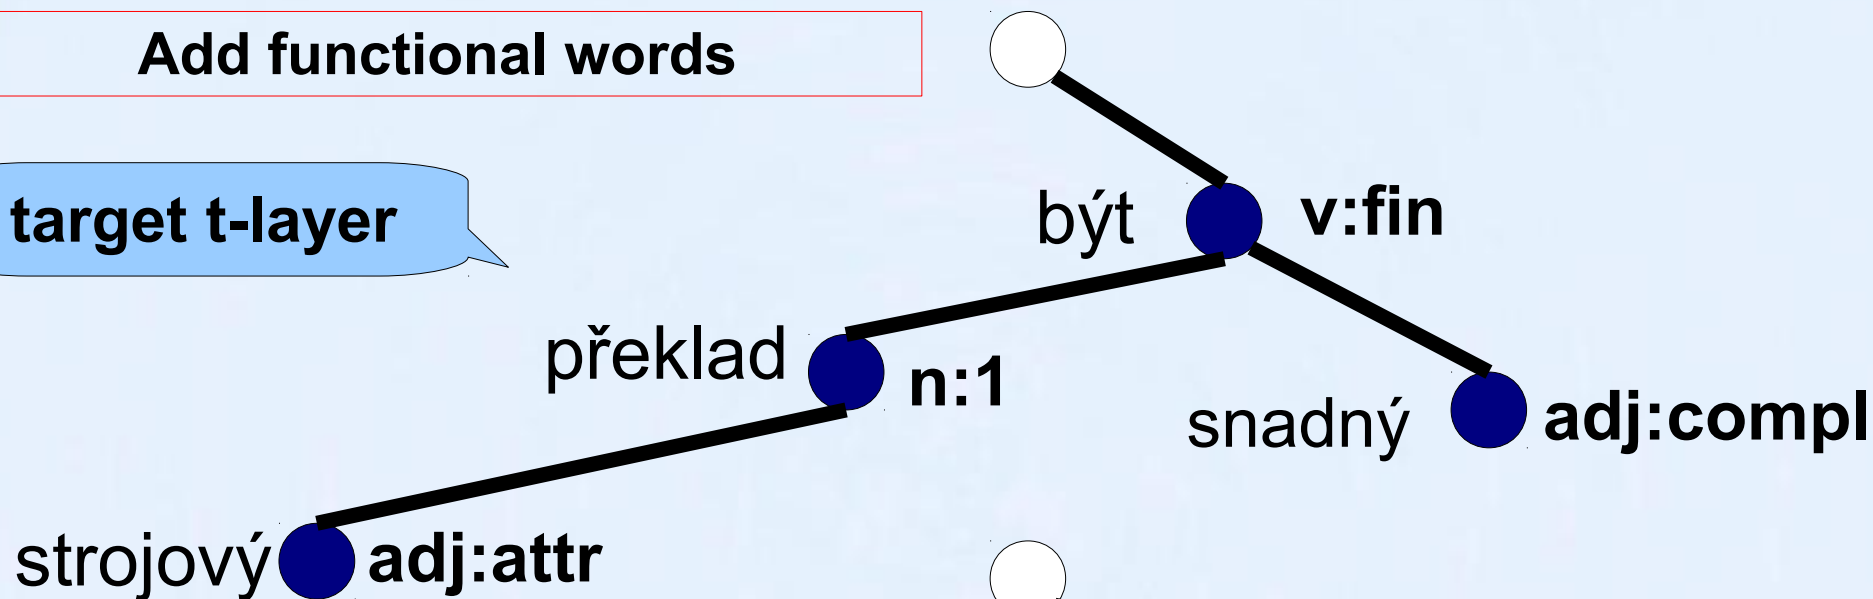 Add functional words
target t-layer
být v:fin
překlad n:1
snadný adj:compl
strojový adj:attr